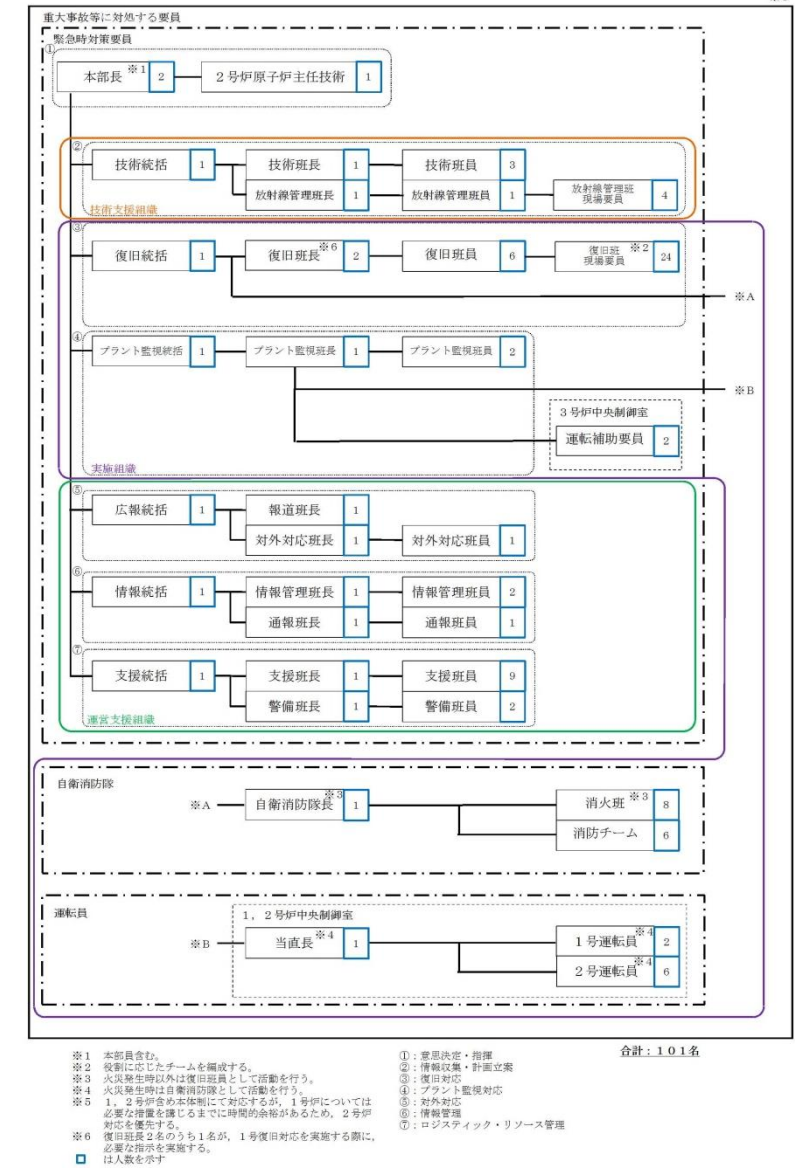 重大事故等に対処する要員
緊急時対策要員
①
本部長 ※1 2 2号炉原子炉主任技術 1
②
技術統括 1 技術班長 1 技術班員 3
放射線管理班長 1 放射線管理班員 1 放射線管理班 現場要員 4
技術支援組織
③
復旧統括 1 復旧班長 ※6 2 復旧班員 6 復旧班 現場要員 ※2 24
※A
④
プラント監視統括 1 プラント監視班長 1 プラント監視班員 2
※B
3号炉中央制御室
運転補助要員 2
実施組織
⑤
広報統括 1 報道班長 1
対外対応班長 1 対外対応班員 1
⑥
情報統括 1 情報管理班長 1 情報管理班員 2
通報班長 1 通報班員 1
⑦
支援統括 1 支援班長 1 支援班員 9
警備班長 1 警備班員 2
運営支援組織
自衛消防隊
※A 自衛消防隊長 ※3 1 消火班 ※3 8
消防チーム 6
運転員
1,2号炉中央制御室
※B 当直長 ※4 1 1号運転員 ※4 2
2号運転員 ※4 6
合計:101名
※1 本部員含む。
※2 役割に応じたチームを編成する。
※3 火災発生時以外は復旧班員として活動を行う。
※4 火災発生時は自衛消防隊として活動を行う。
※5 1,2号炉含め本体制にて対応するが,1号炉については
必要な措置を講じるまでに時間的余裕があるため,2号炉
対応を優先する。
※6 復旧班長2名のうち1名が,1号復旧対応を実施する際に,
必要な指示を実施する。
は人数を示す
①:意思決定・指揮
②:情報収集・計画立案
③:復旧対応
④:プラント監視対応
⑤:対外対応
⑥:情報管理
⑦:ロジスティック・リソース管理